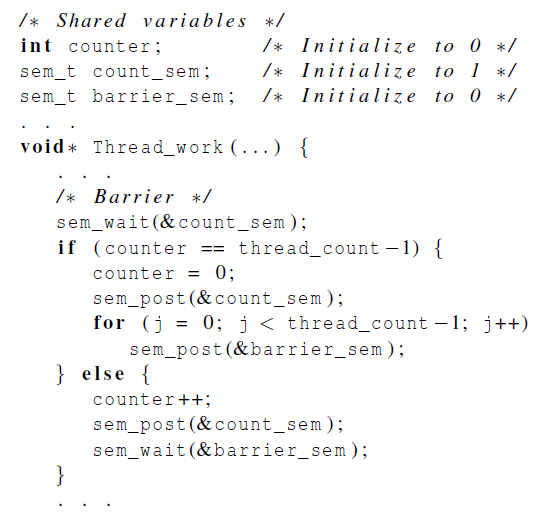 /* Shared variables */
int counter; /* Initialize to 0 */
sem_t count_sem; /* Initialize to 1 */
sem_t barrier_sem; /* Initialize to 0 */
. . .
void* Thread_work(...) {
. . .
/* Barrier */
sem_wait(&count_sem);
if (counter == thread_count-1) {
counter = 0;
sem_post(&count_sem);
for (j = 0; j < thread_count-1; j++)
sem_post(&barrier_sem);
} else {
counter++;
sem_post(&count_sem);
sem_wait(&barrier_sem);
}
. . .